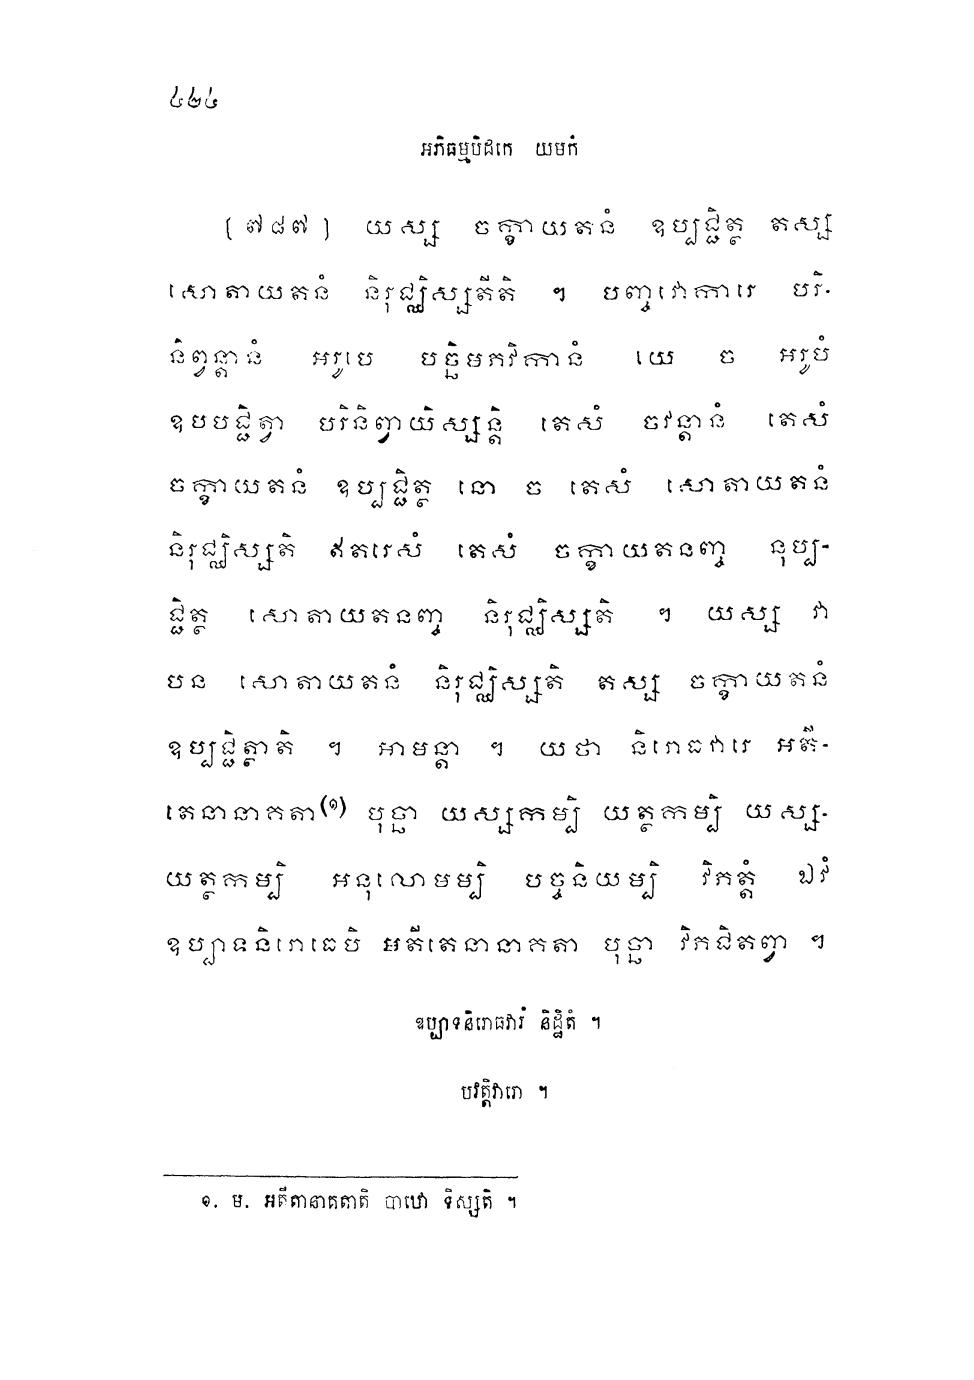 ៤២៤
អភិធម្មបិដកេ យមកំ
(៧៨៧) យស្ស ចក្ខាយតនំ ឧប្បជ្ជិត្ថ តស្ស
សោតាយតនំ និរុជ្ឈិស្សតីតិ ។ បញ្ចវោការេ បរិ-
និព្វន្តានំ អរូបេ បច្ឆិមភវិកានំ យេ ច អរូបំ
ឧបបជ្ជិត្វា បរិនិព្វាយិស្សន្តិ តេសំ ចវន្តានំ តេសំ
ចក្ខាយតនំ ឧប្បជ្ជិត្ថ នោ ច តេសំ សោតាយតនំ
និរុជ្ឈិស្សតិ ឥតរេសំ តេសំ ចក្ខាយតនញ្ច នុប្ប-
ជ្ជិត្ថ សោតាយតនញ្ច និរុជ្ឈិស្សតិ ។ យស្ស វា
បន សោតាយតនំ និរុជ្ឈិស្សតិ តស្ស ចក្ខាយតនំ
ឧប្បជ្ជិត្ថាតិ ។ អាមន្តា ។ យថា និរោធវារេ អតី-
តេនានាគតា(១) បុច្ឆា យស្សកម្បិ យត្ថកម្បិ យស្ស-
យត្ថកម្បិ អនុលោមម្បិ បច្ចនិយម្បិ វិភត្តំ ឯវំ
ឧប្បាទនិរោធេបិ អតីតេនានាគតា បុច្ឆា វិភជិតព្វា ។
ឧប្បាទនិរោធវារំ និដ្ឋិតំ ។
បវត្តិវារោ ។
១. ម. អតីតានាគតាតិ បាឋោ ទិស្សតិ ។